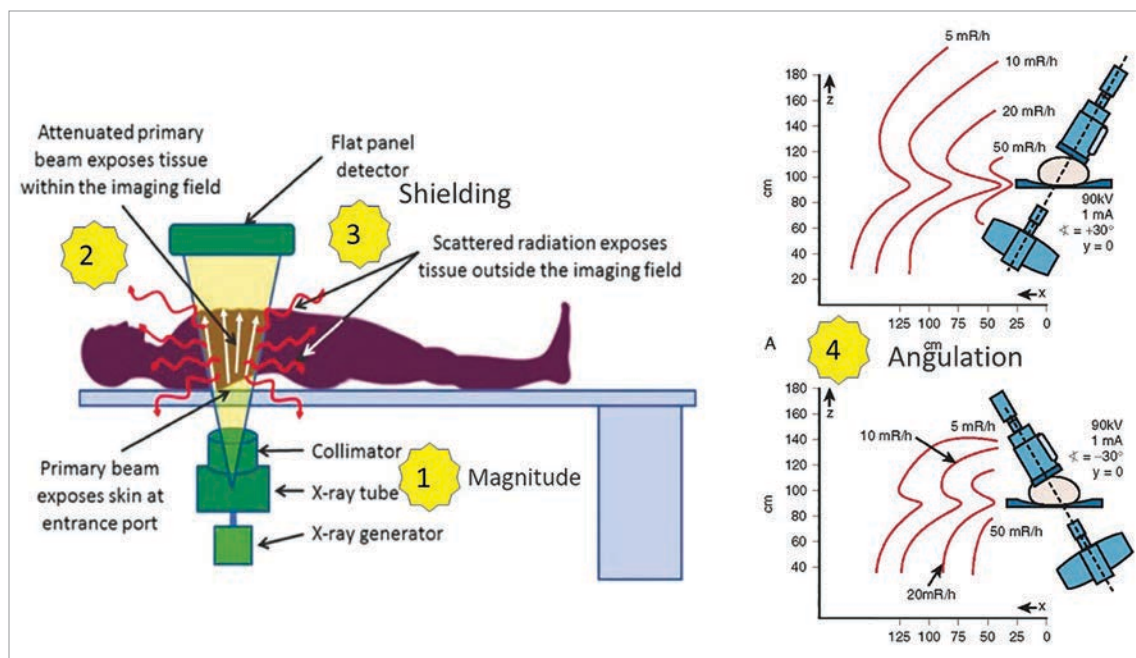 Attenuated primary
beam exposes tissue
within the imaging field
Flat panel
detector
2
3
Shielding
Scattered radiation exposes
tissue outside the imaging field
Primary beam
exposes skin at
entrance port
Collimator
X-ray tube
X-ray generator
1
Magnitude
5 mR/h
10 mR/h
20 mR/h
50 mR/h
180
160
140
120
100
80
60
40
20
z
cm
90kV
1 mA
∢ = +30°
y = 0
x
125 100 75 50 25 0
cm
A
4
Angulation
180
160
140
120
100
80
60
40
z
cm
5 mR/h
10 mR/h
50 mR/h
20mR/h
90kV
1 mA
∢ = −30°
y = 0
x
125 100 75 50 25 0